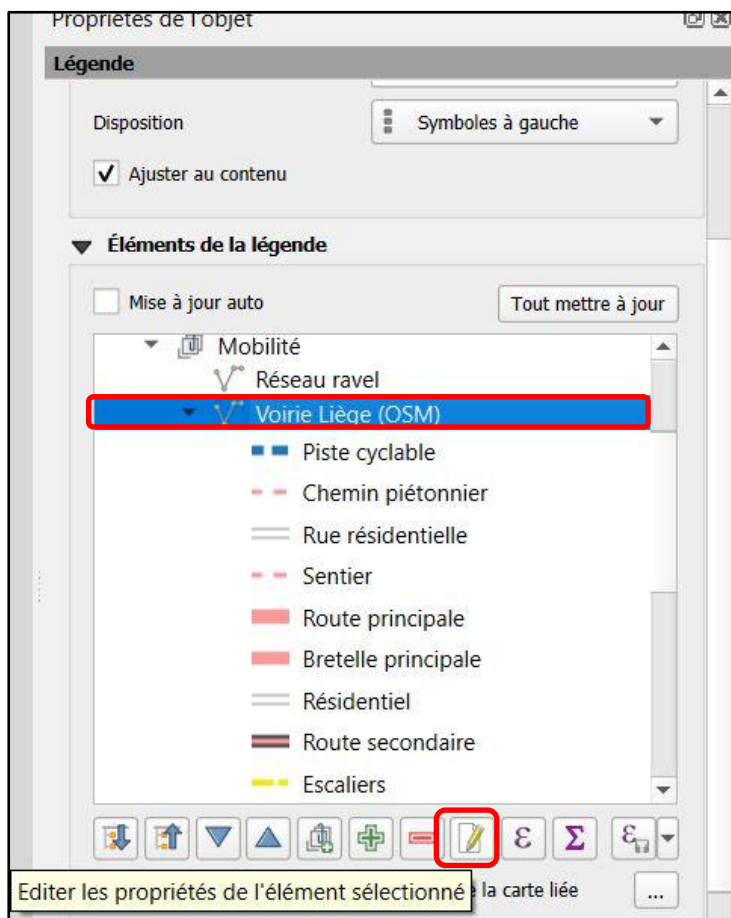 Propriétés de l'objet
Légende
Disposition
Symboles à gauche
Ajuster au contenu
Éléments de la légende
Mise à jour auto
Tout mettre à jour
Mobilité
Réseau ravel
Voirie Liège (OSM)
Piste cyclable
Chemin piétonnier
Rue résidentielle
Sentier
Route principale
Bretelle principale
Résidentiel
Route secondaire
Escaliers
ε Σ ε
Editer les propriétés de l'élément sélectionné la carte liée ...